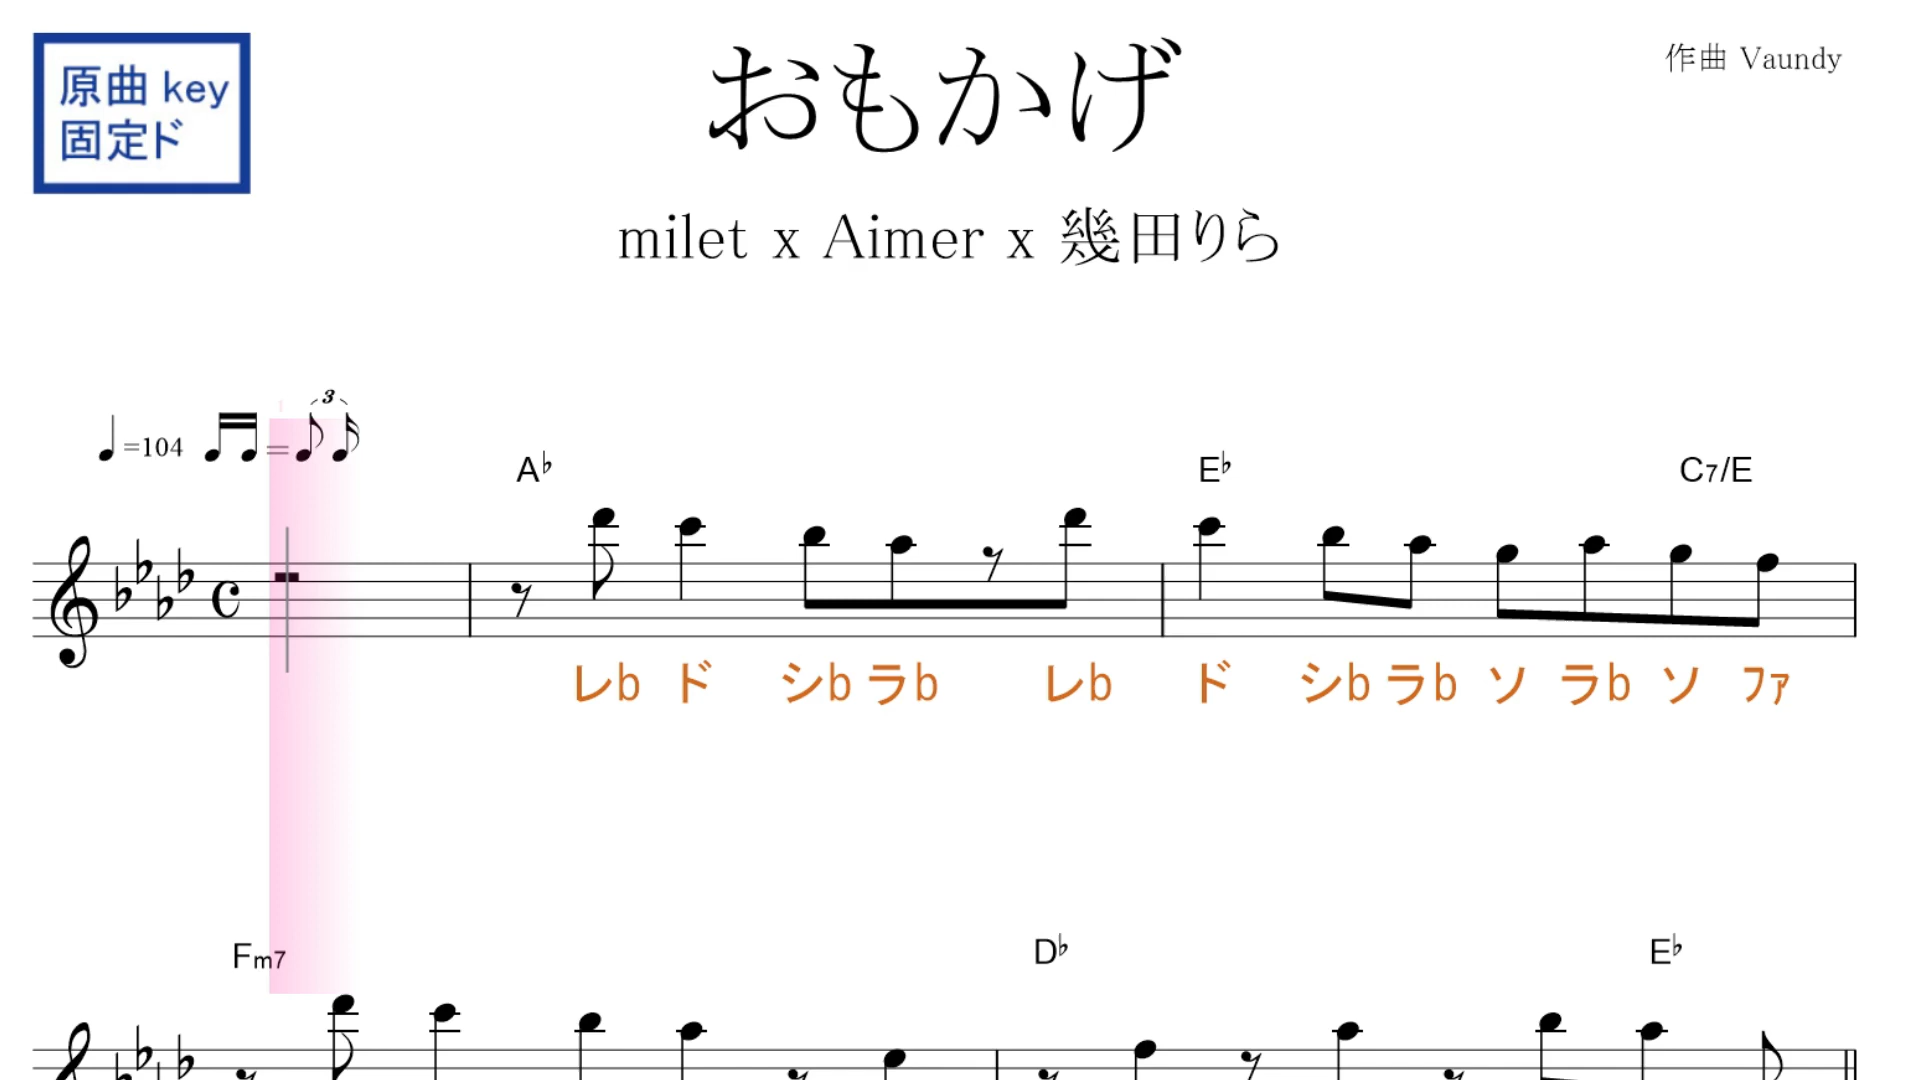 原曲 key
固定ド
おもかげ
作曲 Vaundy
milet x Aimer x 幾田りら
=104 = 3
A♭ E♭ C7/E
レb ド シb ラb レb ド シb ラb ソ ラb ソ ファ
Fm7 D♭ E♭